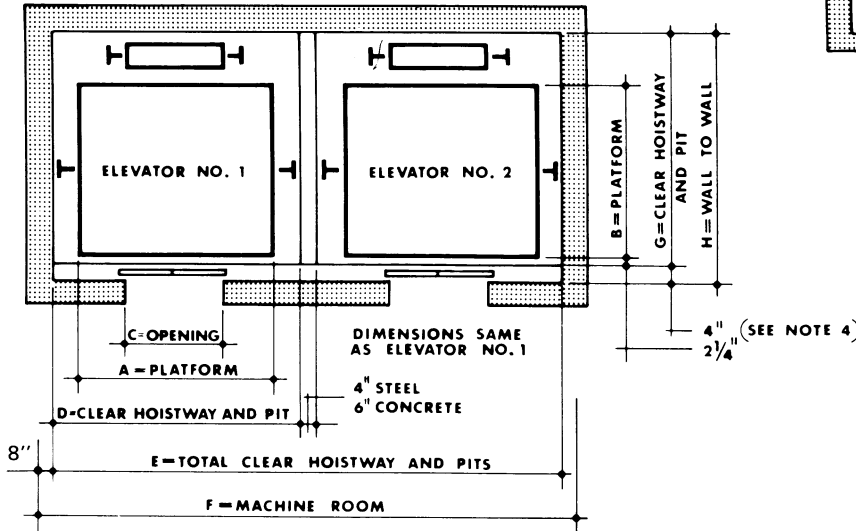 ELEVATOR NO. 1
ELEVATOR NO. 2
B=PLATFORM
G=CLEAR HOISTWAY
AND PIT
H=WALL TO WALL
C=OPENING
A=PLATFORM
DIMENSIONS SAME
AS ELEVATOR NO. 1
4" (SEE NOTE 4)
2 1/4"
4" STEEL
6" CONCRETE
D=CLEAR HOISTWAY AND PIT
8"
E=TOTAL CLEAR HOISTWAY AND PITS
F=MACHINE ROOM